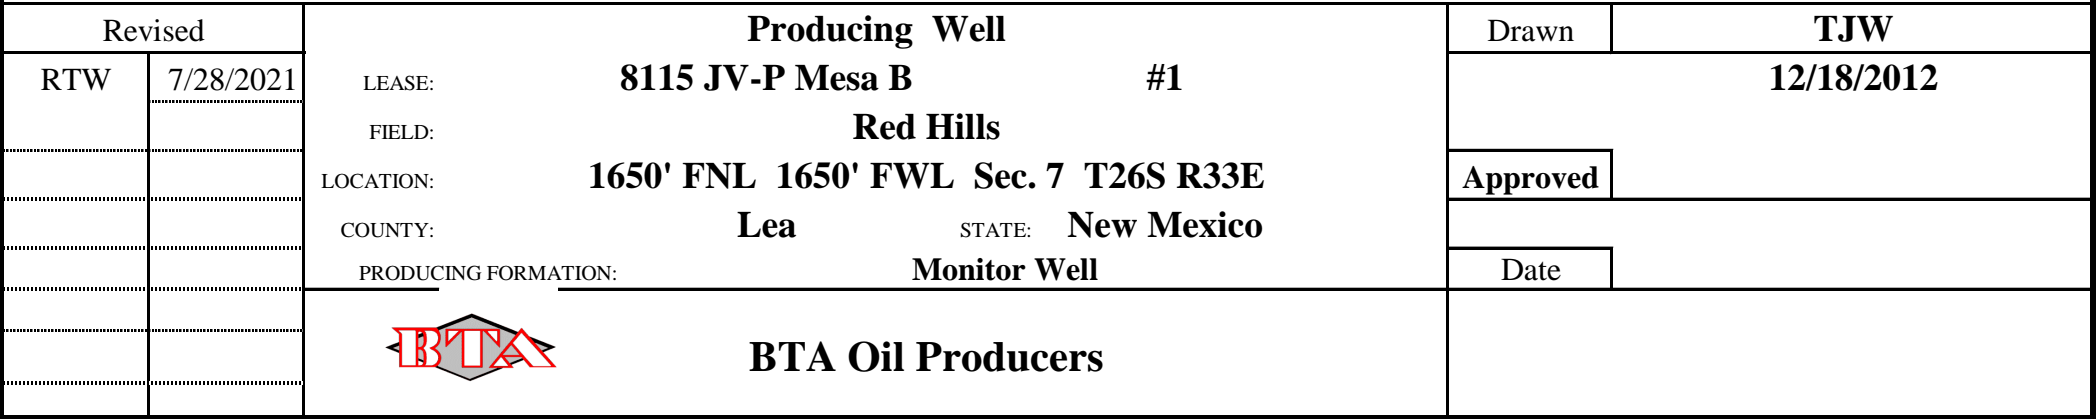 Revised Producing Well Drawn TJW
RTW 7/28/2021 LEASE: 8115 JV-P Mesa B #1 12/18/2012
FIELD: Red Hills
LOCATION: 1650' FNL 1650' FWL Sec. 7 T26S R33E Approved
COUNTY: Lea STATE: New Mexico
PRODUCING FORMATION: Monitor Well Date
BTA BTA Oil Producers